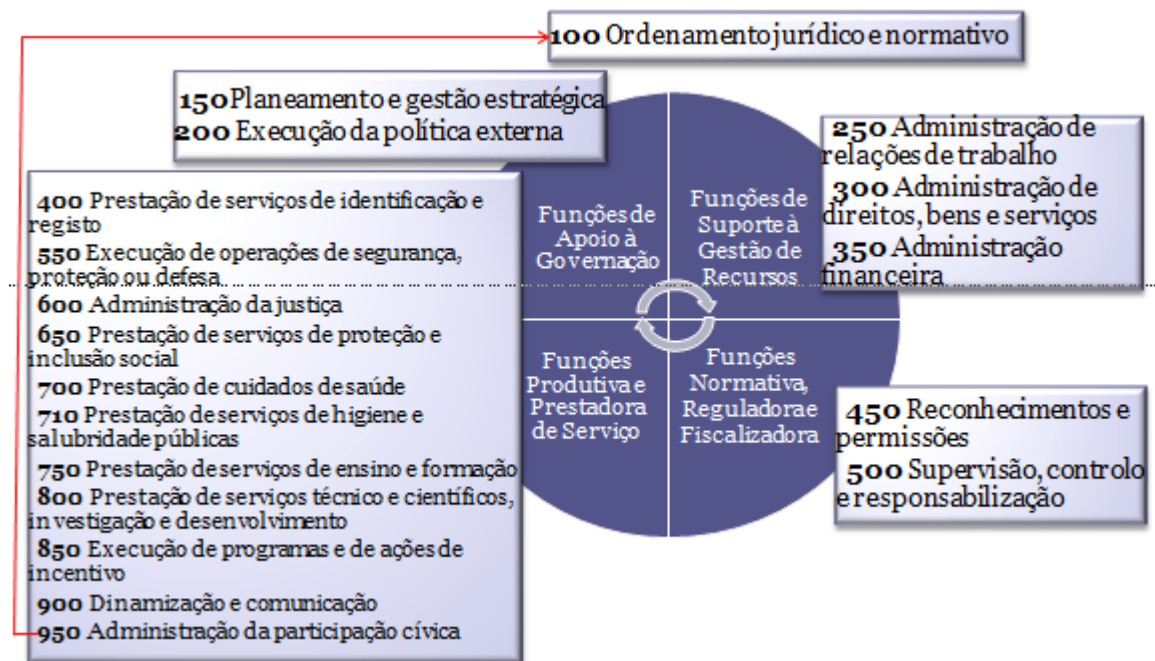 100 Ordenamento jurídico e normativo
150 Planeamento e gestão estratégica
200 Execução da política externa
250 Administração de
relações de trabalho
300 Administração de
direitos, bens e serviços
350 Administração
financeira
400 Prestação de serviços de identificação e
registo
550 Execução de operações de segurança,
proteção ou defesa
600 Administração da justiça
650 Prestação de serviços de proteção e
inclusão social
700 Prestação de cuidados de saúde
710 Prestação de serviços de higiene e
salubridade públicas
750 Prestação de serviços de ensino e formação
800 Prestação de serviços técnico e científicos,
investigação e desenvolvimento
850 Execução de programas e de ações de
incentivo
900 Dinamização e comunicação
950 Administração da participação cívica
Funções de
Apoio à
Governação
Funções de
Suporte à
Gestão de
Recursos
Funções
Produtiva e
Prestadora
de Serviço
Funções
Normativa,
Reguladora e
Fiscalizadora
450 Reconhecimentos e
permissões
500 Supervisão, controlo
e responsabilização